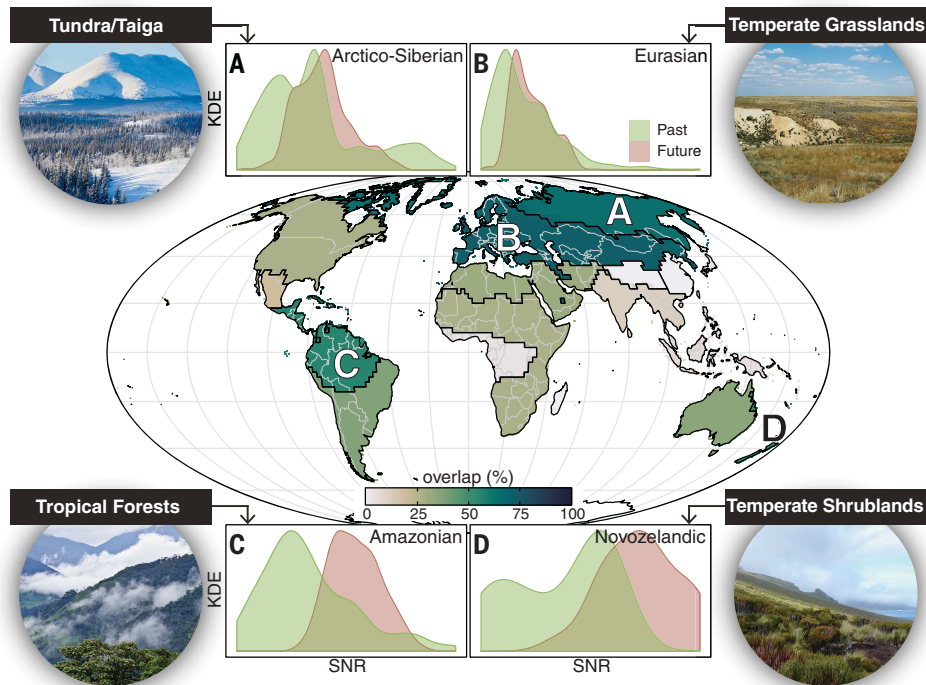 Tundra/Taiga
Temperate Grasslands
A
Arctico-Siberian
B
Eurasian
KDE
Past
Future
A
B
C
D
overlap (%)
0 25 50 75 100
Tropical Forests
Temperate Shrublands
C
Amazonian
D
Novozelandic
KDE
SNR
SNR